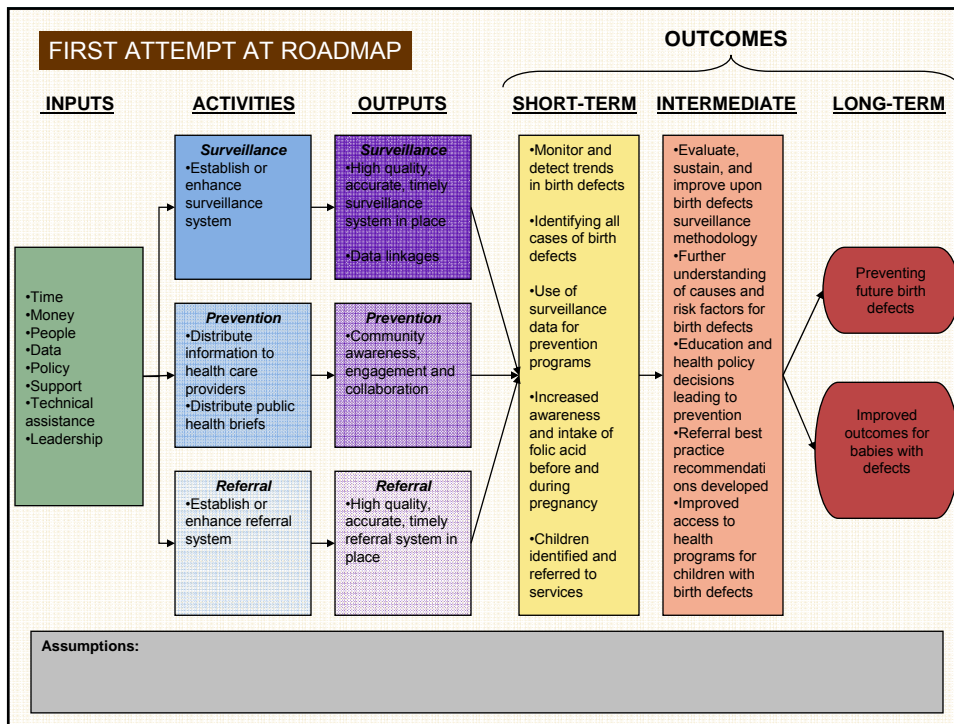 FIRST ATTEMPT AT ROADMAP
OUTCOMES
INPUTS
ACTIVITIES
OUTPUTS
SHORT-TERM
INTERMEDIATE
LONG-TERM
•Time
•Money
•People
•Data
•Policy
•Support
•Technical
assistance
•Leadership
Surveillance
•Establish or
enhance
surveillance
system
Prevention
•Distribute
information to
health care
providers
•Distribute public
health briefs
Referral
•Establish or
enhance referral
system
Surveillance
•High quality,
accurate, timely
surveillance
system in place
•Data linkages
Prevention
•Community
awareness,
engagement and
collaboration
Referral
•High quality,
accurate, timely
referral system in
place
•Monitor and
detect trends
in birth defects
•Identifying all
cases of birth
defects
•Use of
surveillance
data for
prevention
programs
•Increased
awareness
and intake of
folic acid
before and
during
pregnancy
•Children
identified and
referred to
services
•Evaluate,
sustain, and
improve upon
birth defects
surveillance
methodology
•Further
understanding
of causes and
risk factors for
birth defects
•Education and
health policy
decisions
leading to
prevention
•Referral best
practice
recommendati
ons developed
•Improved
access to
health
programs for
children with
birth defects
Preventing
future birth
defects
Improved
outcomes for
babies with
defects
Assumptions: